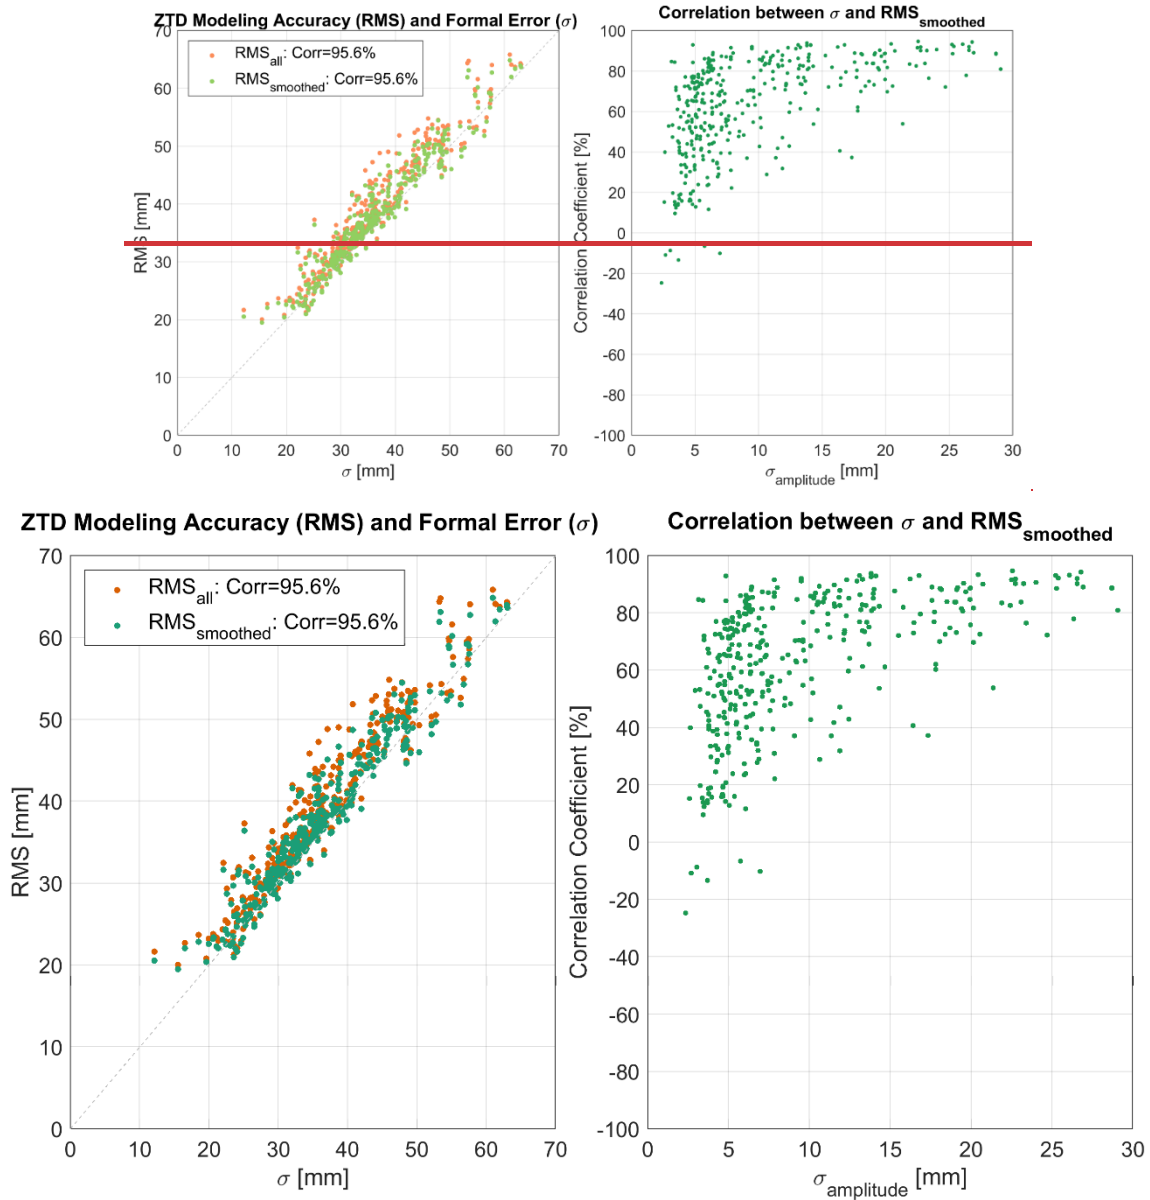 ZTD Modeling Accuracy (RMS) and Formal Error (σ)
70
60
50
40
30
20
10
0
RMS [mm]
RMSall: Corr=95.6%
RMSsmoothed: Corr=95.6%
0 10 20 30 40 50 60 70
σ [mm]
Correlation between σ and RMSsmoothed
100
80
60
40
20
0
-20
-40
-60
-80
-100
Correlation Coefficient [%]
0 5 10 15 20 25 30
σamplitude [mm]
ZTD Modeling Accuracy (RMS) and Formal Error (σ)
70
60
50
40
30
20
10
0
RMS [mm]
RMSall: Corr=95.6%
RMSsmoothed: Corr=95.6%
0 10 20 30 40 50 60 70
σ [mm]
Correlation between σ and RMSsmoothed
100
80
60
40
20
0
-20
-40
-60
-80
-100
Correlation Coefficient [%]
0 5 10 15 20 25 30
σamplitude [mm]